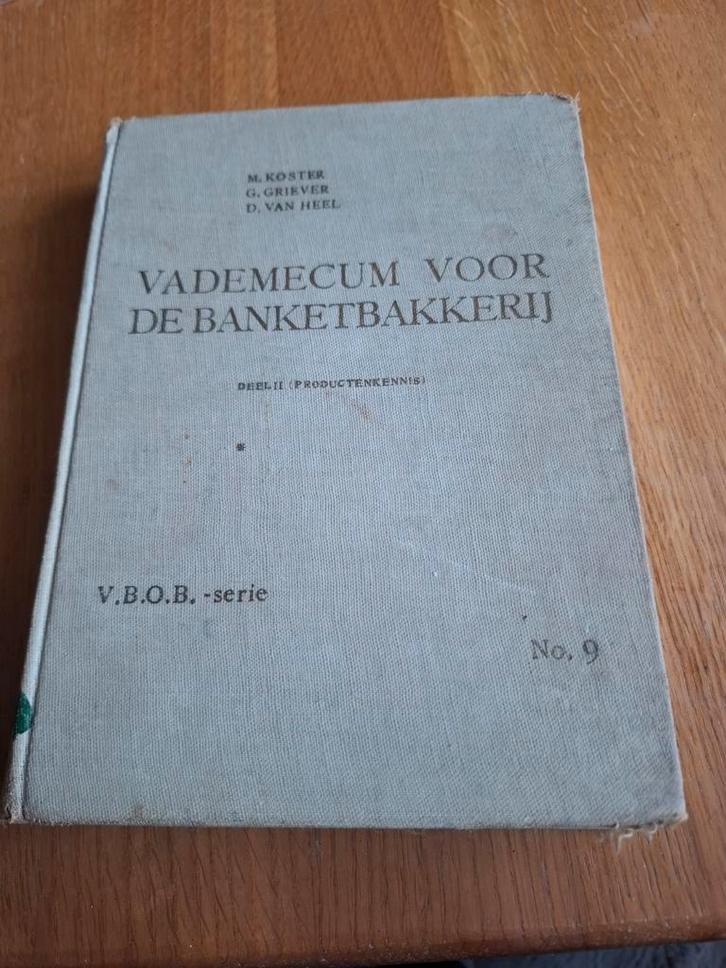 M. KOSTER
G. GRIEVER
D. VAN HEEL
VADEMECUM VOOR
DE BANKETBAKKERIJ
DEEL II (PRODUCTENKENNIS)
*
V.B.O.B. -serie
No. 9